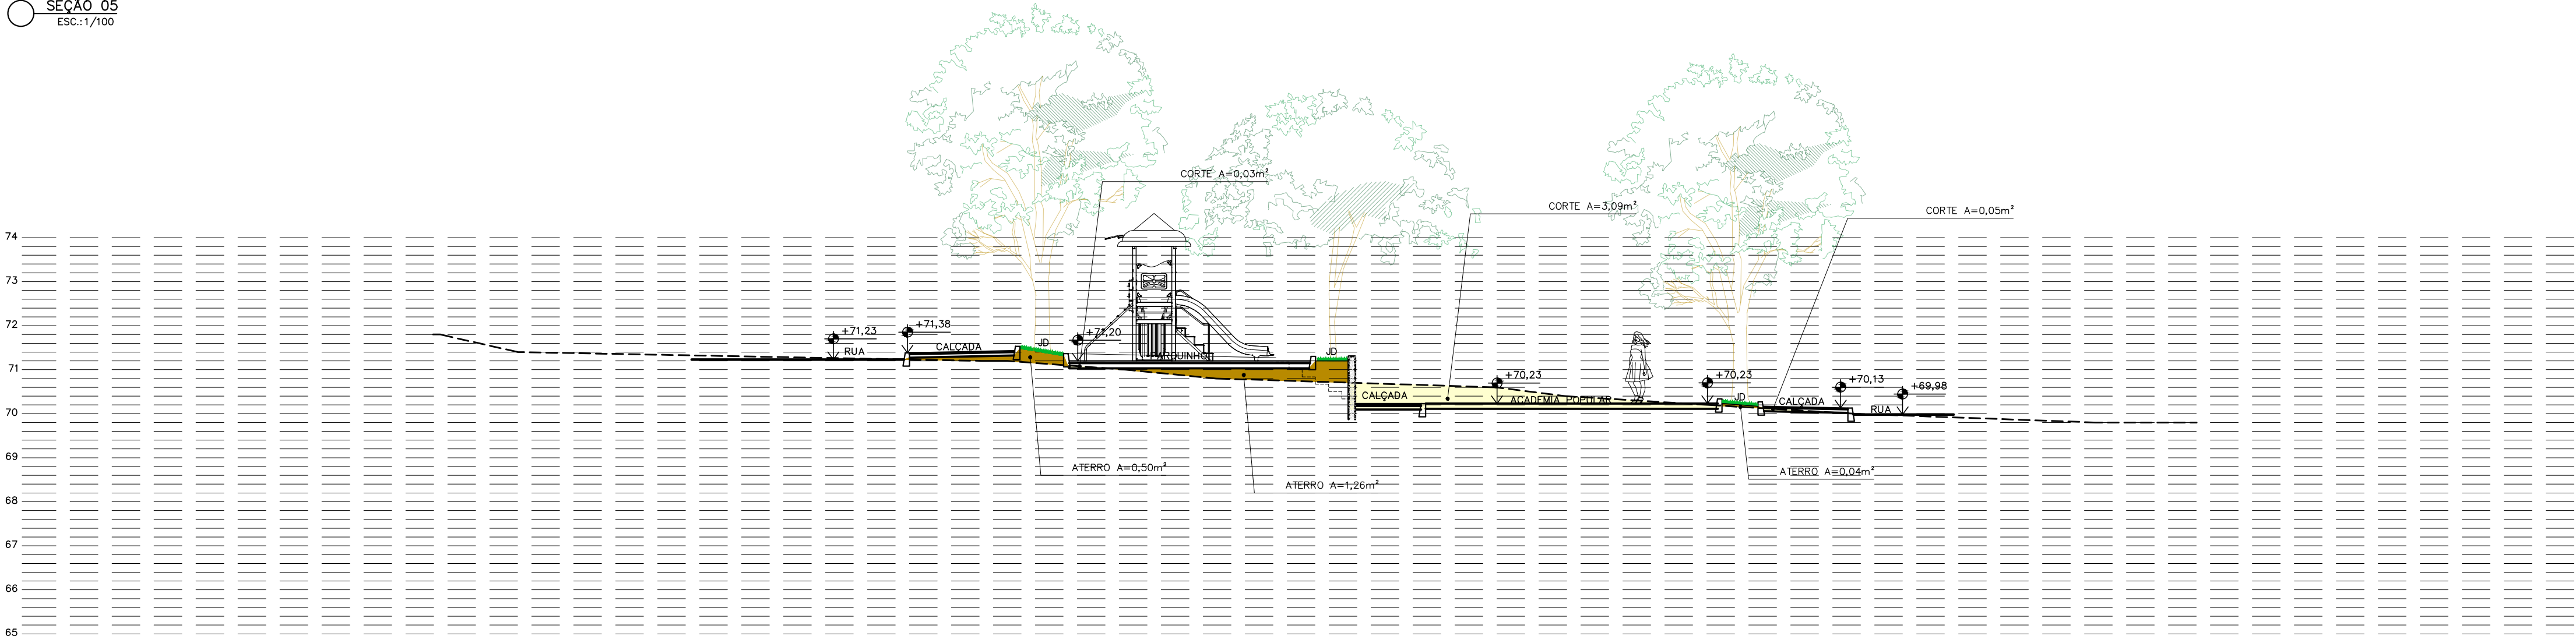 SEÇÃO 05
ESC.: 1/100
CORTE A=0,03m²
CORTE A=3,09m²
CORTE A=0,05m²
74
73
72
71
70
69
68
67
66
65
+71,23
RUA
+71,38
CALÇADA
JD
+71,20
PARQUINHO
JD
CALÇADA
+70,23
ACADEMIA POPULAR
+70,23
JD
CALÇADA
+70,13
RUA
+69,98
ATERRO A=0,50m²
ATERRO A=1,26m²
ATERRO A=0,04m²